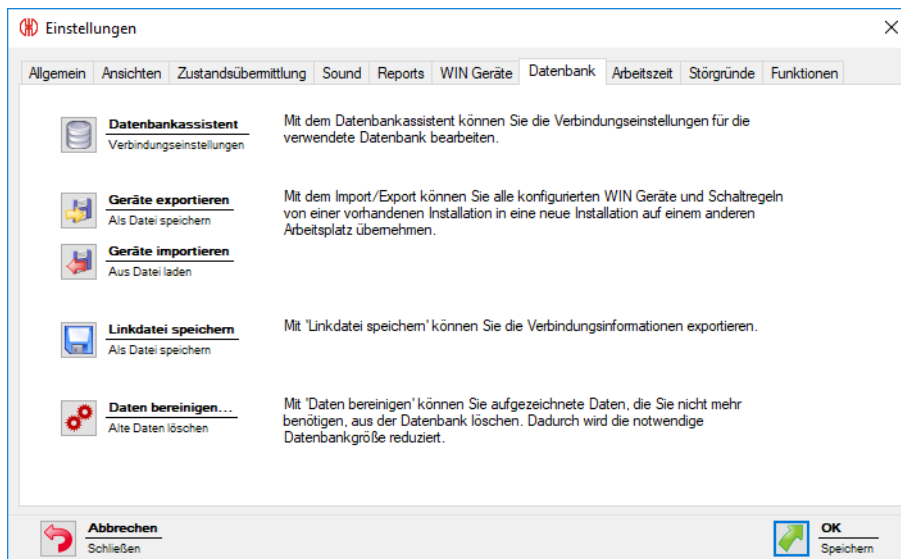 Einstellungen
Allgemein Ansichten Zustandsübermittlung Sound Reports WIN Geräte Datenbank Arbeitszeit Störgründe Funktionen
Datenbankassistent
Verbindungseinstellungen
Mit dem Datenbankassistent können Sie die Verbindungseinstellungen für die
verwendete Datenbank bearbeiten.
Geräte exportieren
Als Datei speichern
Mit dem Import/Export können Sie alle konfigurierten WIN Geräte und Schaltregeln
von einer vorhandenen Installation in eine neue Installation auf einem anderen
Arbeitsplatz übernehmen.
Geräte importieren
Aus Datei laden
Linkdatei speichern
Als Datei speichern
Mit 'Linkdatei speichern' können Sie die Verbindungsinformationen exportieren.
Daten bereinigen...
Alte Daten löschen
Mit 'Daten bereinigen' können Sie aufgezeichnete Daten, die Sie nicht mehr
benötigen, aus der Datenbank löschen. Dadurch wird die notwendige
Datenbankgröße reduziert.
Abbrechen
Schließen
OK
Speichern